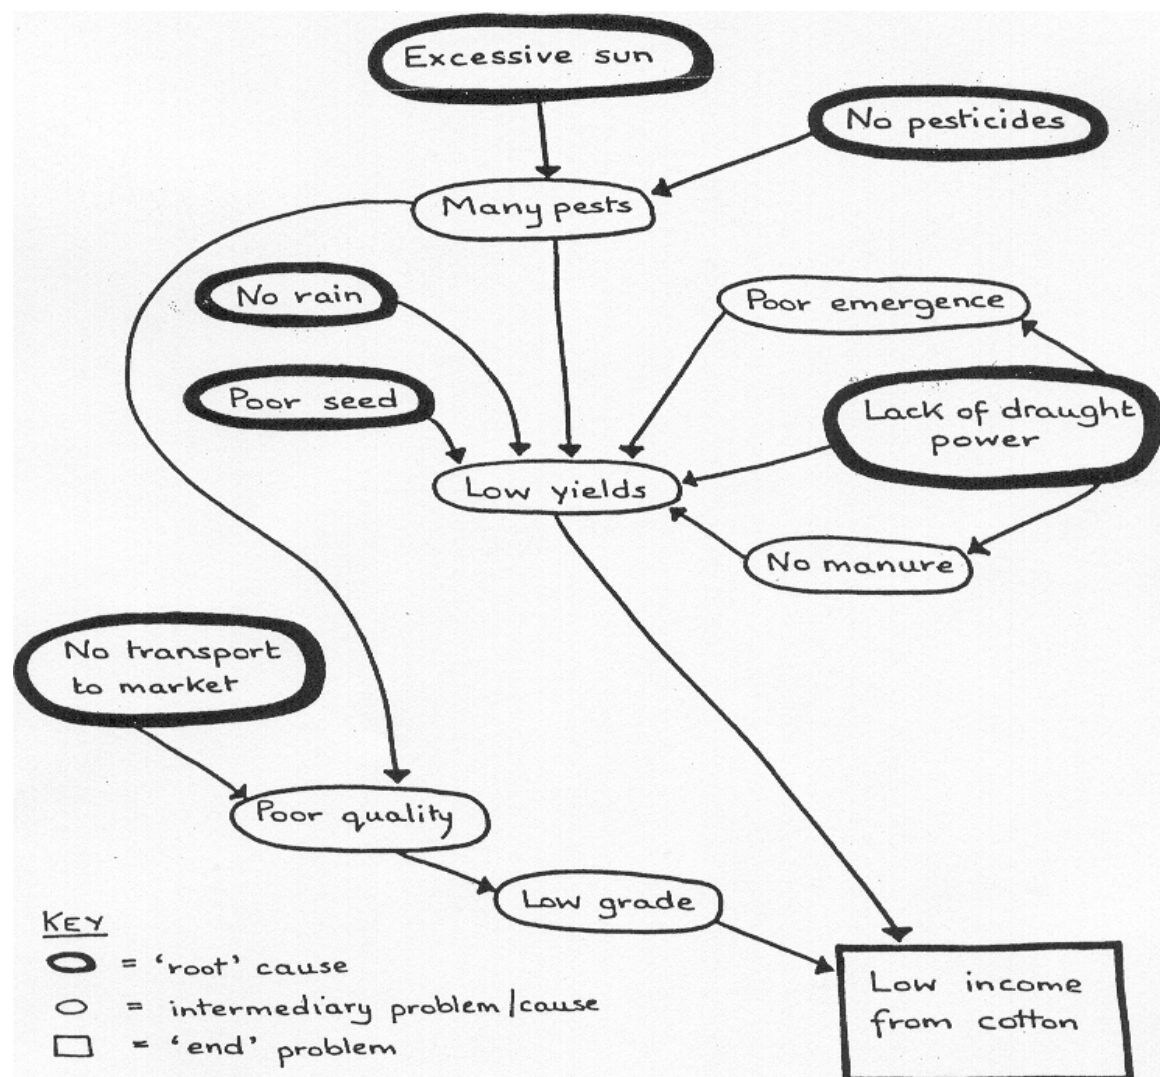 Excessive sun
No pesticides
Many pests
No rain
Poor emergence
Poor seed
Lack of draught
power
Low yields
No manure
No transport
to market
Poor quality
Low grade
KEY
= 'root' cause
= intermediary problem/cause
= 'end' problem
Low income
from cotton